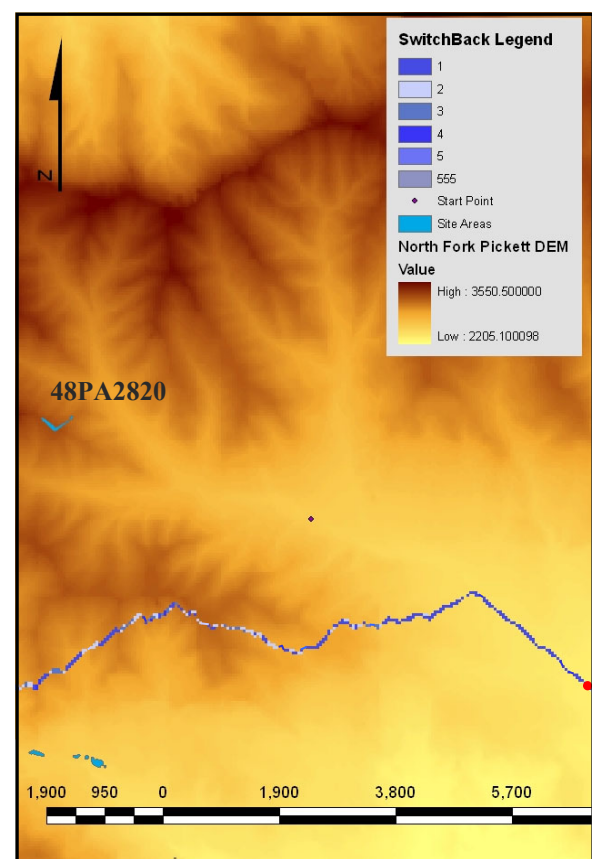 SwitchBack Legend
1
2
3
4
5
555
Start Point
Site Areas
North Fork Pickett DEM
Value
High : 3550.500000
Low : 2205.100098
N
48PA2820
1,900 950 0 1,900 3,800 5,700